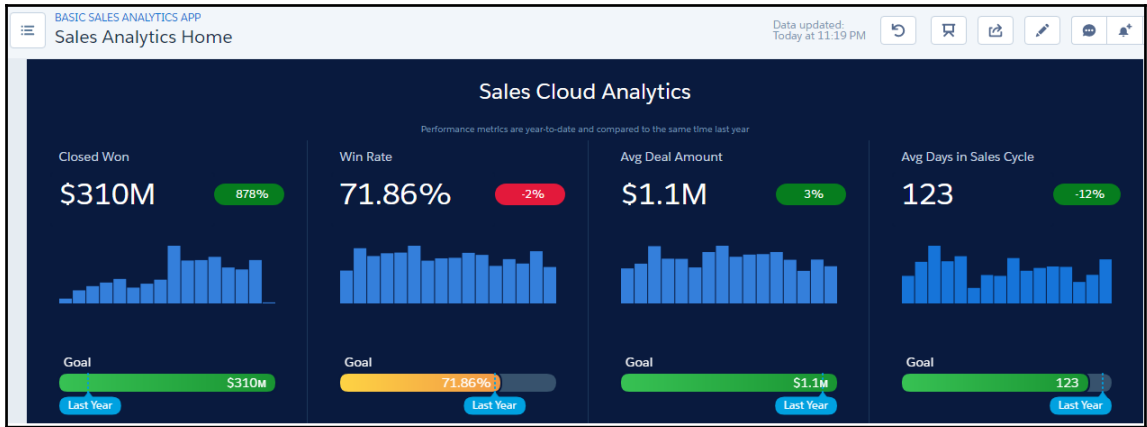 BASIC SALES ANALYTICS APP
Sales Analytics Home
Data updated:
Today at 11:19 PM
Sales Cloud Analytics
Performance metrics are year-to-date and compared to the same time last year
Closed Won
$310M
878%
Goal
$310M
Last Year
Win Rate
71.86%
-2%
Goal
71.86%
Last Year
Avg Deal Amount
$1.1M
3%
Goal
$1.1M
Last Year
Avg Days in Sales Cycle
123
-12%
Goal
123
Last Year